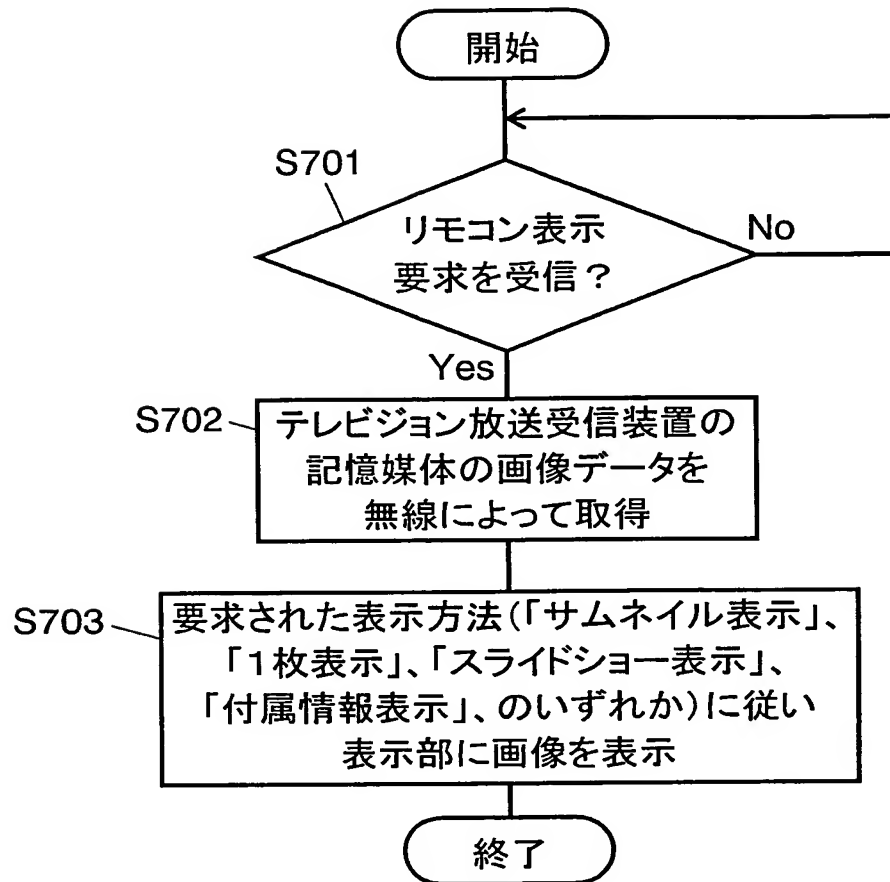 開始
S701
リモコン表示
要求を受信？
No
Yes
S702
テレビジョン放送受信装置の
記憶媒体の画像データを
無線によって取得
S703
要求された表示方法(「サムネイル表示」、
「1枚表示」、「スライドショー表示」、
「付属情報表示」、のいずれか)に従い
表示部に画像を表示
終了